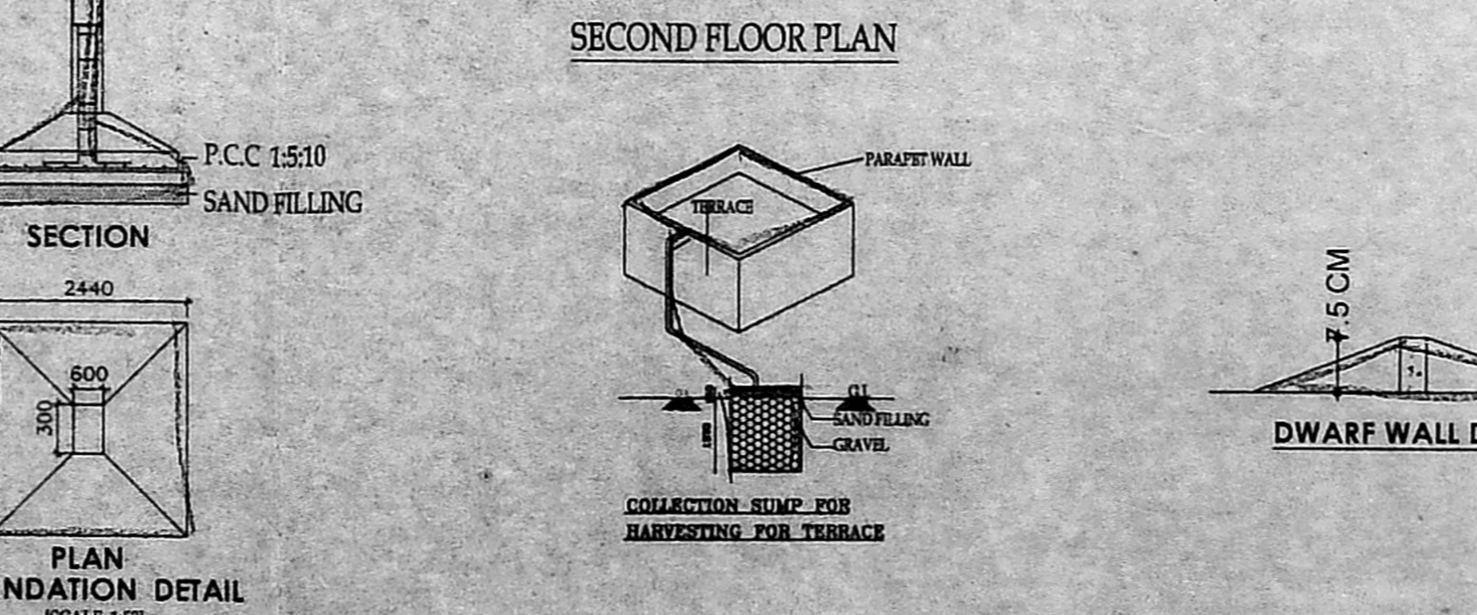 SECOND FLOOR PLAN
P.C.C 1:5:10
SAND FILLING
SECTION
2440
600
300
PLAN
NDATION DETAIL
PARAPET WALL
TERRACE
G.L
SAND FILLING
GRAVEL
COLLECTION SUMP FOR
HARVESTING FOR TERRACE
7.5 CM
DWARF WALL D